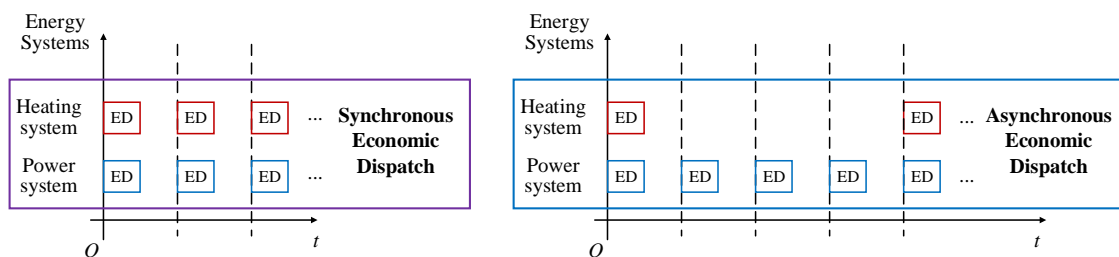 Energy
Systems
Heating
system
ED
ED
ED
...
Synchronous
Economic
Dispatch
Power
system
ED
ED
ED
...
O
t
Energy
Systems
Heating
system
ED
ED
...
Asynchronous
Economic
Dispatch
Power
system
ED
ED
ED
ED
ED
...
O
t